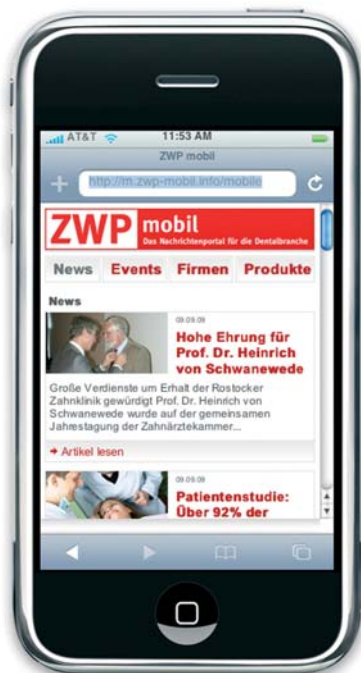 AT&T 11:53 AM
ZWP mobil
http://m.zwp-mobil.info/mobile
ZWP mobil
Das Nachrichtenportal für die Dentalbranche
News Events Firmen Produkte
News
09.09.09
Hohe Ehrung für
Prof. Dr. Heinrich
von Schwanewede
Große Verdienste um Erhalt der Rostocker
Zahnklinik gewürdigt Prof. Dr. Heinrich von
Schwanewede wurde auf der gemeinsamen
Jahrestagung der Zahnärztekammer...
Artikel lesen
09.09.09
Patientenstudie:
Über 92% der